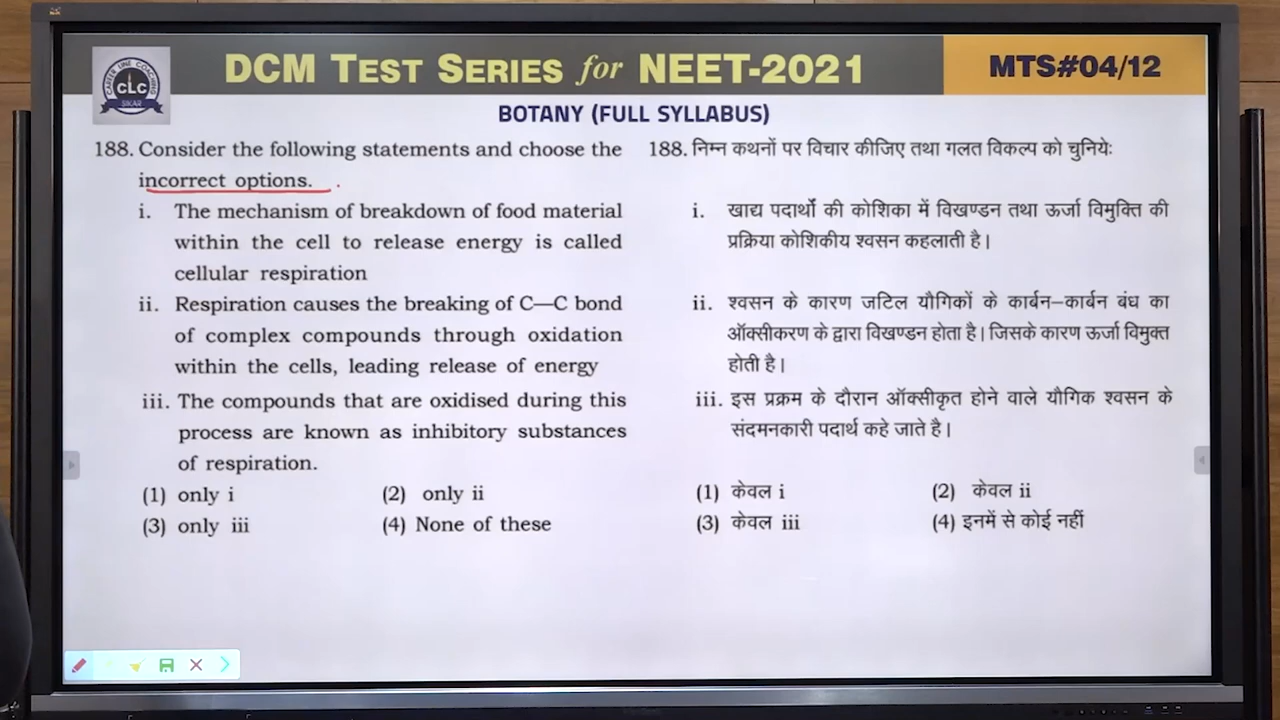 DCM TEST SERIES for NEET-2021
MTS#04/12
CAREER LINE COACHING
CLC
SIKAR
BOTANY (FULL SYLLABUS)
188. Consider the following statements and choose the
incorrect options.
i. The mechanism of breakdown of food material
within the cell to release energy is called
cellular respiration
ii. Respiration causes the breaking of C—C bond
of complex compounds through oxidation
within the cells, leading release of energy
iii. The compounds that are oxidised during this
process are known as inhibitory substances
of respiration.
(1) only i (2) only ii
(3) only iii (4) None of these
188. निम्न कथनों पर विचार कीजिए तथा गलत विकल्प को चुनिये:
i. खाद्य पदार्थों की कोशिका में विखण्डन तथा ऊर्जा विमुक्ति की
प्रक्रिया कोशिकीय श्वसन कहलाती है।
ii. श्वसन के कारण जटिल यौगिकों के कार्बन–कार्बन बंध का
ऑक्सीकरण के द्वारा विखण्डन होता है। जिसके कारण ऊर्जा विमुक्त
होती है।
iii. इस प्रक्रम के दौरान ऑक्सीकृत होने वाले यौगिक श्वसन के
संदमनकारी पदार्थ कहे जाते है।
(1) केवल i (2) केवल ii
(3) केवल iii (4) इनमें से कोई नहीं